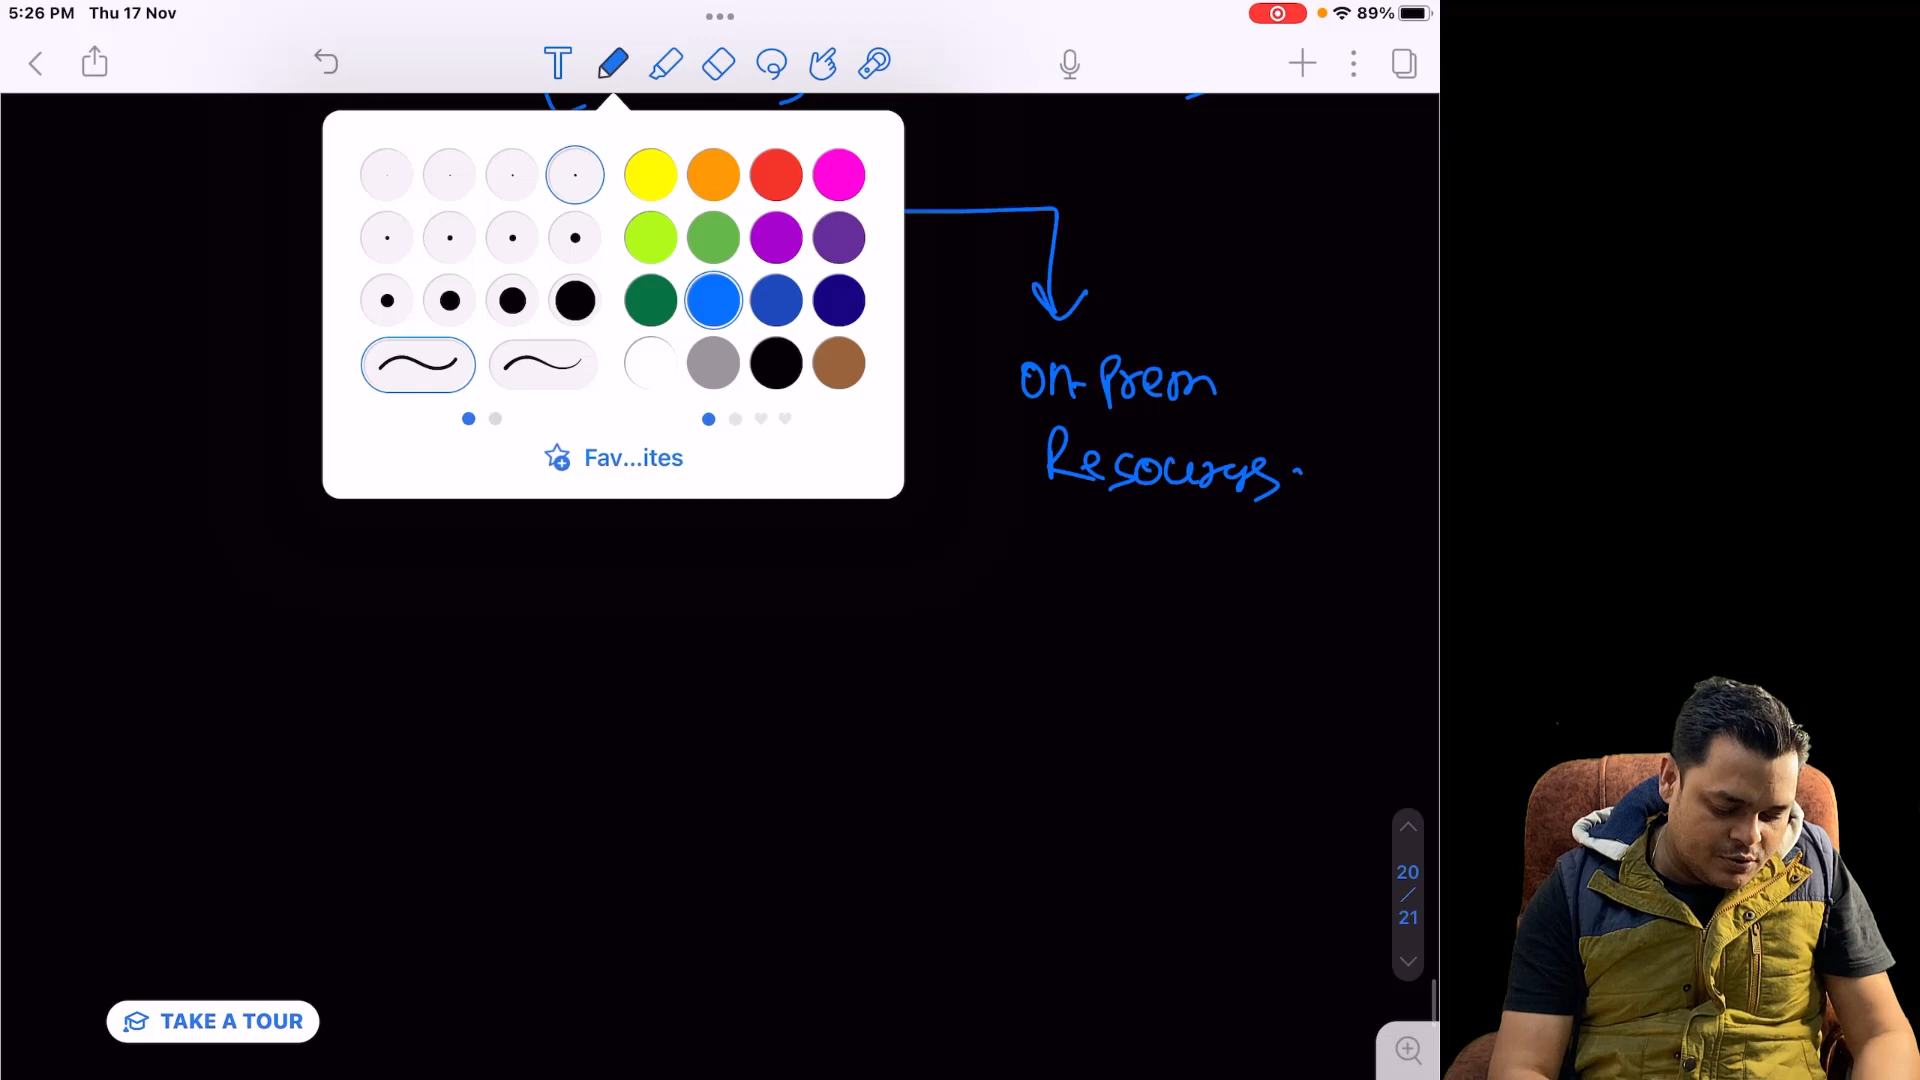 5:26 PM Thu 17 Nov
89%
T
on-Prem
Resources.
Fav...ites
20
/
21
TAKE A TOUR